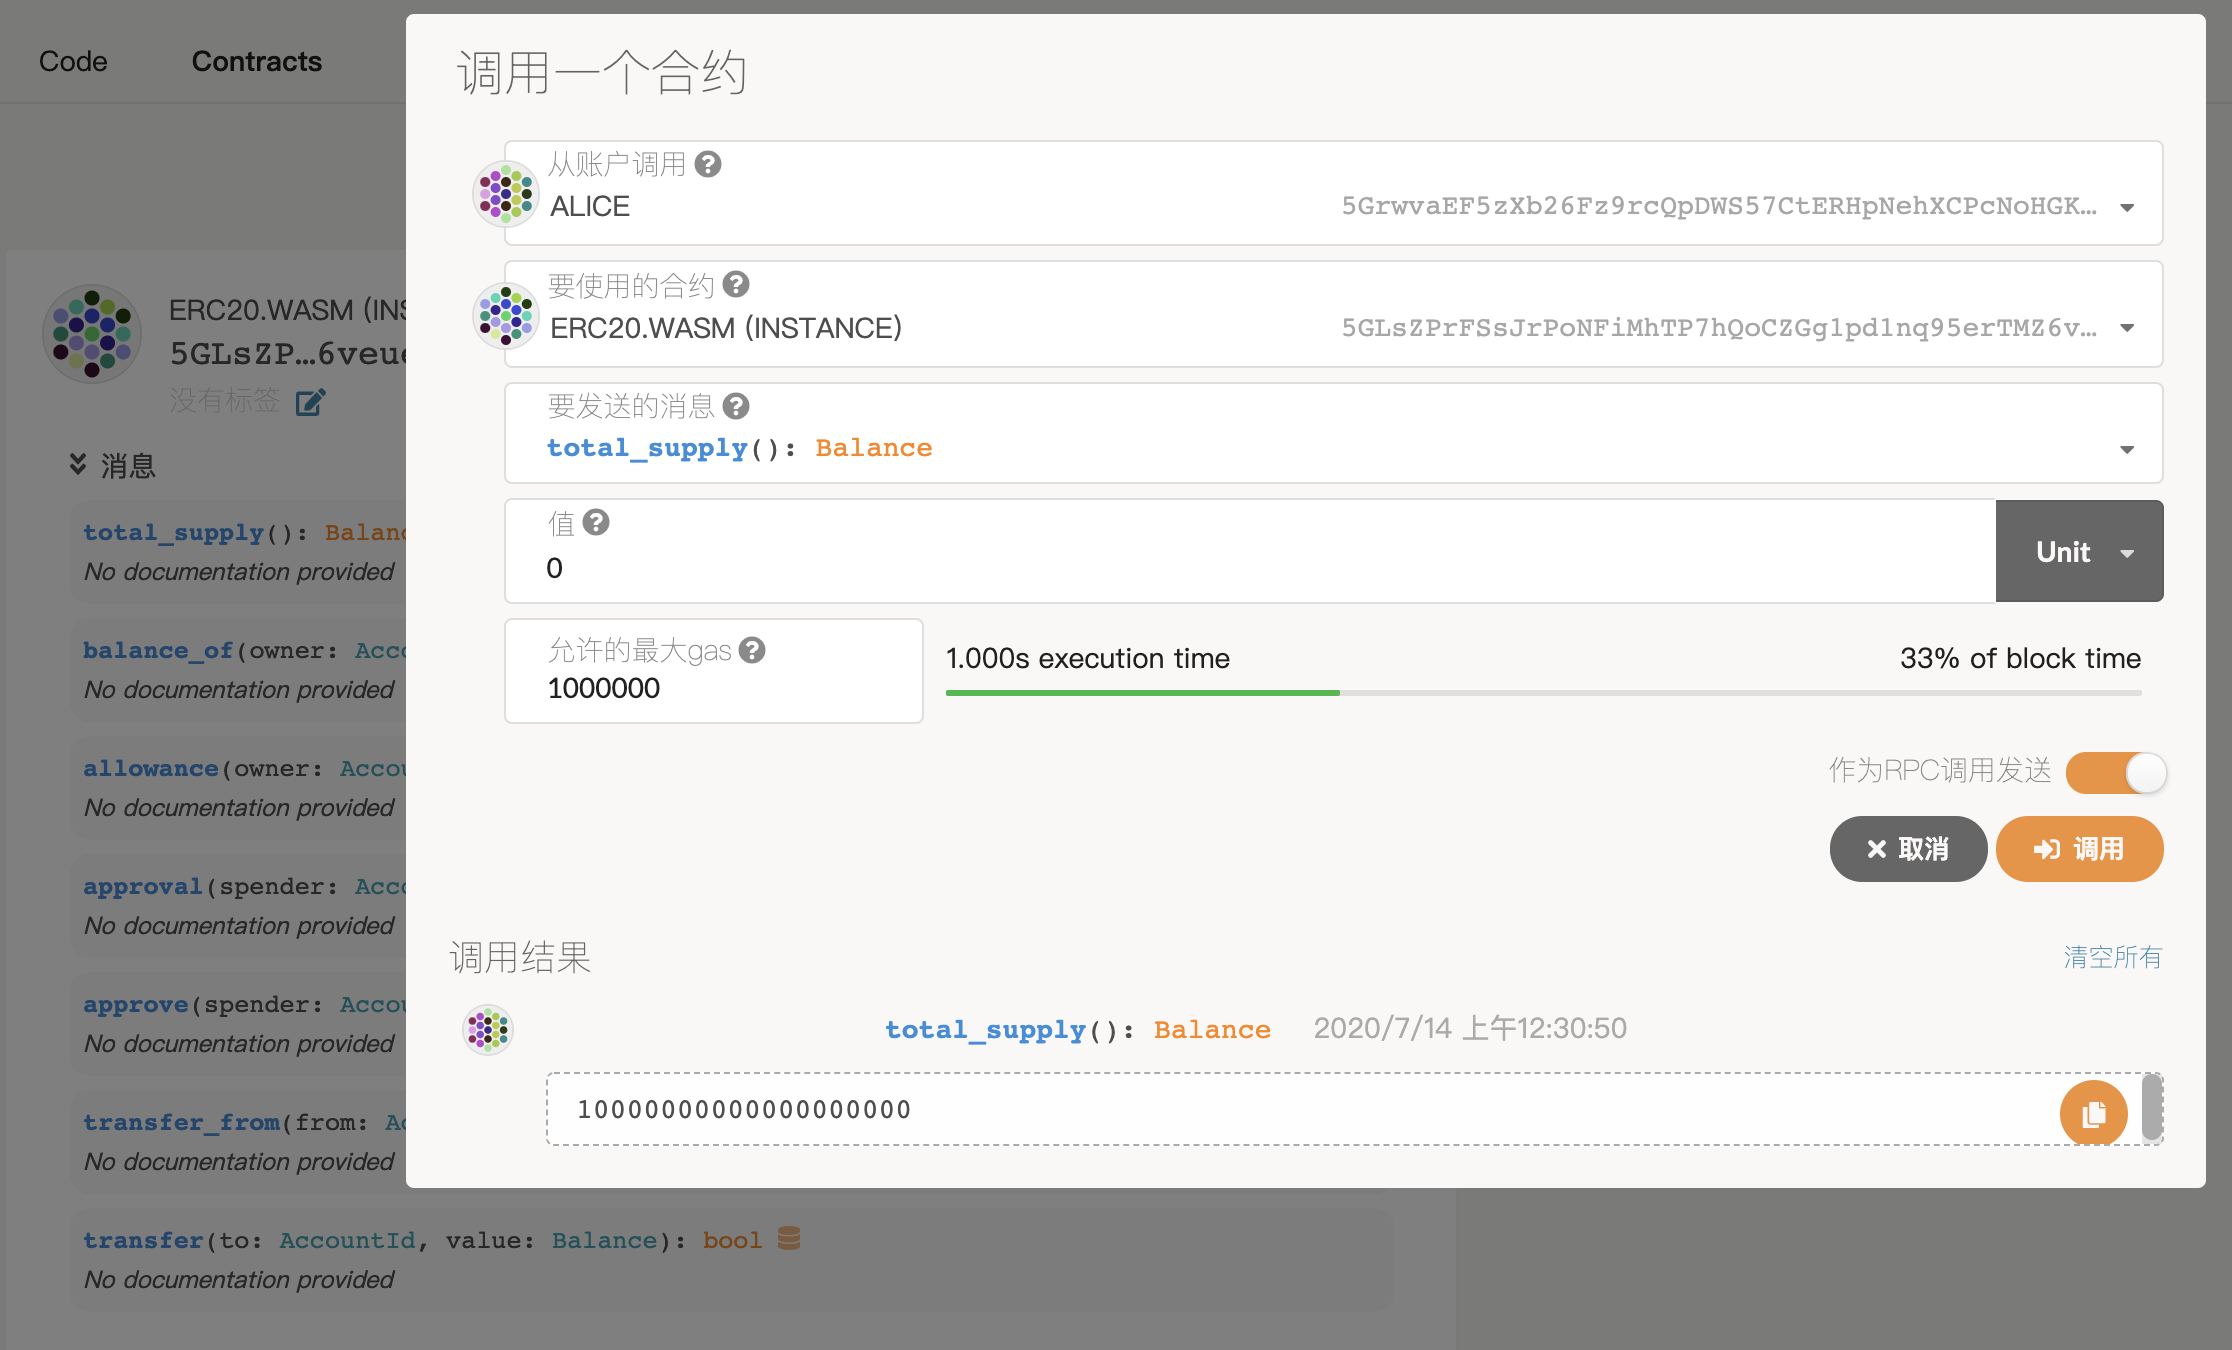 Code
Contracts
调用一个合约
从账户调用
ALICE
5GrwvaEF5zXb26Fz9rcQpDWS57CtERHpNehXCPcNoHGK…
要使用的合约
ERC20.WASM (INSTANCE)
5GLsZPrFSsJrPoNFiMhTP7hQoCZGg1pd1nq95erTMZ6v…
要发送的消息
total_supply(): Balance
值
0
Unit
允许的最大gas
1000000
1.000s execution time
33% of block time
作为RPC调用发送
取消
调用
调用结果
清空所有
total_supply(): Balance
2020/7/14 上午12:30:50
10000000000000000000
ERC20.WASM (INS
5GLsZP…6veue
没有标签
消息
total_supply(): Balanc
No documentation provided
balance_of(owner: Acco
No documentation provided
allowance(owner: Accou
No documentation provided
approval(spender: Acco
No documentation provided
approve(spender: Accou
No documentation provided
transfer_from(from: Ac
No documentation provided
transfer(to: AccountId, value: Balance): bool
No documentation provided